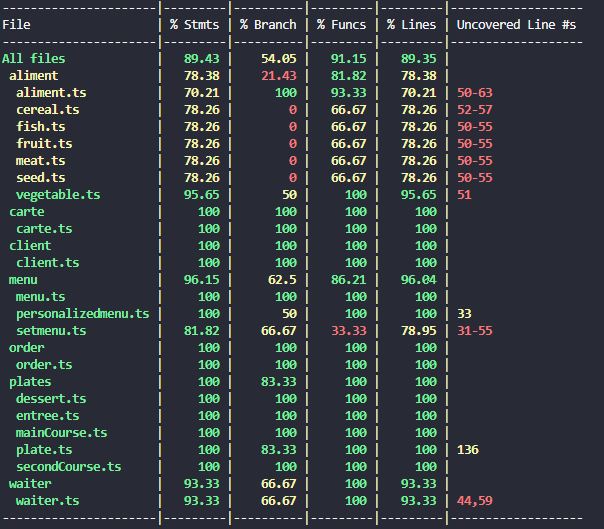 --------------------|---------|----------|---------|---------|-------------------
File                | % Stmts | % Branch | % Funcs | % Lines | Uncovered Line #s
--------------------|---------|----------|---------|---------|-------------------
All files           |   89.43 |    54.05 |   91.15 |   89.35 |
 aliment            |   78.38 |    21.43 |   81.82 |   78.38 |
  aliment.ts        |   70.21 |      100 |   93.33 |   70.21 | 50-63
  cereal.ts         |   78.26 |        0 |   66.67 |   78.26 | 52-57
  fish.ts           |   78.26 |        0 |   66.67 |   78.26 | 50-55
  fruit.ts          |   78.26 |        0 |   66.67 |   78.26 | 50-55
  meat.ts           |   78.26 |        0 |   66.67 |   78.26 | 50-55
  seed.ts           |   78.26 |        0 |   66.67 |   78.26 | 50-55
  vegetable.ts      |   95.65 |       50 |     100 |   95.65 | 51
 carte              |     100 |      100 |     100 |     100 |
  carte.ts          |     100 |      100 |     100 |     100 |
 client             |     100 |      100 |     100 |     100 |
  client.ts         |     100 |      100 |     100 |     100 |
 menu               |   96.15 |     62.5 |   86.21 |   96.04 |
  menu.ts           |     100 |      100 |     100 |     100 |
  personalizedmenu.ts |     100 |       50 |     100 |     100 | 33
  setmenu.ts        |   81.82 |    66.67 |   33.33 |   78.95 | 31-55
 order              |     100 |      100 |     100 |     100 |
  order.ts          |     100 |      100 |     100 |     100 |
 plates             |     100 |    83.33 |     100 |     100 |
  dessert.ts        |     100 |      100 |     100 |     100 |
  entree.ts         |     100 |      100 |     100 |     100 |
  mainCourse.ts     |     100 |      100 |     100 |     100 |
  plate.ts          |     100 |    83.33 |     100 |     100 | 136
  secondCourse.ts   |     100 |      100 |     100 |     100 |
 waiter             |   93.33 |    66.67 |     100 |   93.33 |
  waiter.ts         |   93.33 |    66.67 |     100 |   93.33 | 44,59
--------------------|---------|----------|---------|---------|-------------------